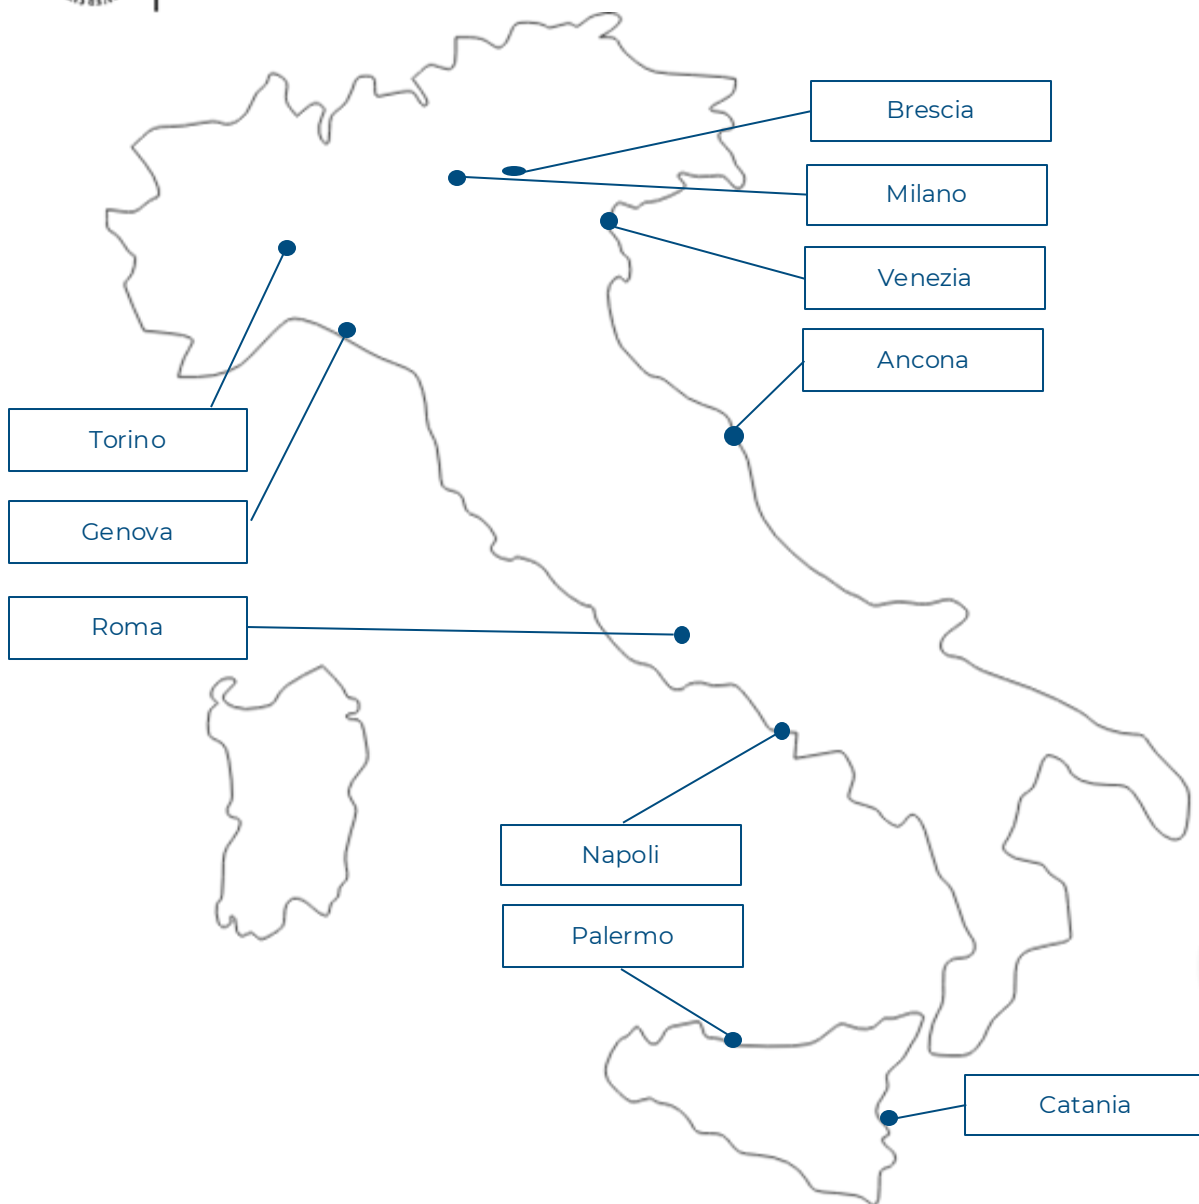 Brescia
Milano
Venezia
Ancona
Torino
Genova
Roma
Napoli
Palermo
Catania